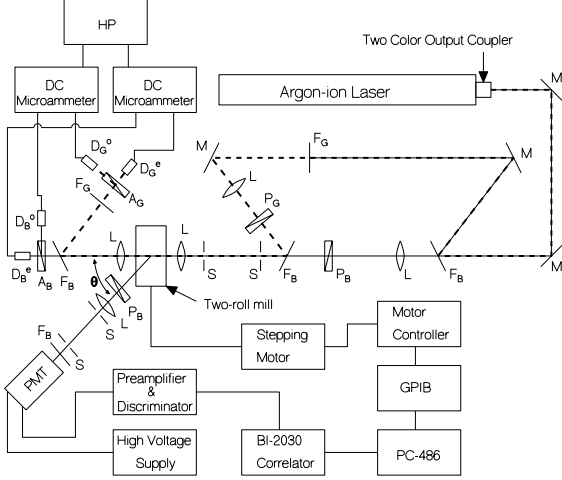 HP
Two Color Output Coupler
DC
Microammeter
DC
Microammeter
Argon-ion Laser
M
D_G^o
D_G^e
M
F_G
M
F_G
A_G
L
P_G
D_B^o
D_B^e
A_B
F_B
L
L
S
S
F_B
P_B
L
F_B
M
θ
P_B
L
S
Two-roll mill
F_B
S
PMT
Stepping
Motor
Motor
Controller
Preamplifier
&
Discriminator
GPIB
High Voltage
Supply
BI-2030
Correlator
PC-486